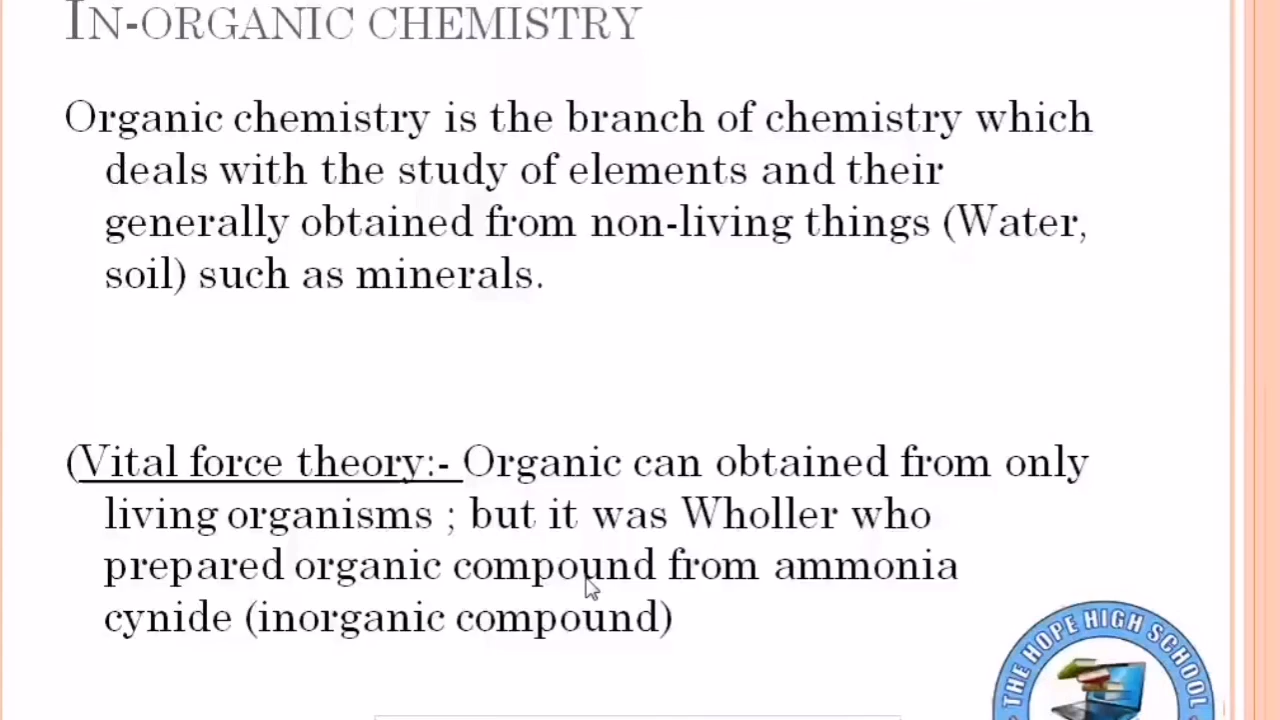 IN-ORGANIC CHEMISTRY
Organic chemistry is the branch of chemistry which
deals with the study of elements and their
generally obtained from non-living things (Water,
soil) such as minerals.
(Vital force theory:- Organic can obtained from only
living organisms ; but it was Wholler who
prepared organic compound from ammonia
cynide (inorganic compound)
THE HOPE HIGH SCHOOL